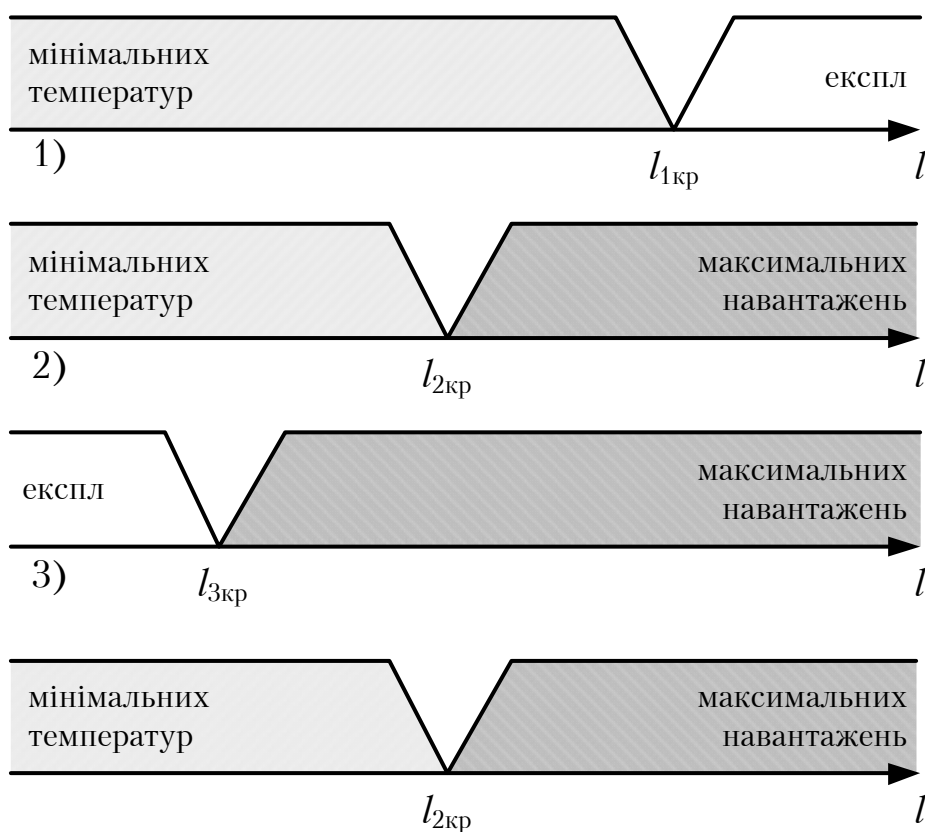 мінімальних
температур
експл
1)
l1кр
l
мінімальних
температур
максимальних
навантажень
2)
l2кр
l
експл
максимальних
навантажень
3)
l3кр
l
мінімальних
температур
максимальних
навантажень
l2кр
l